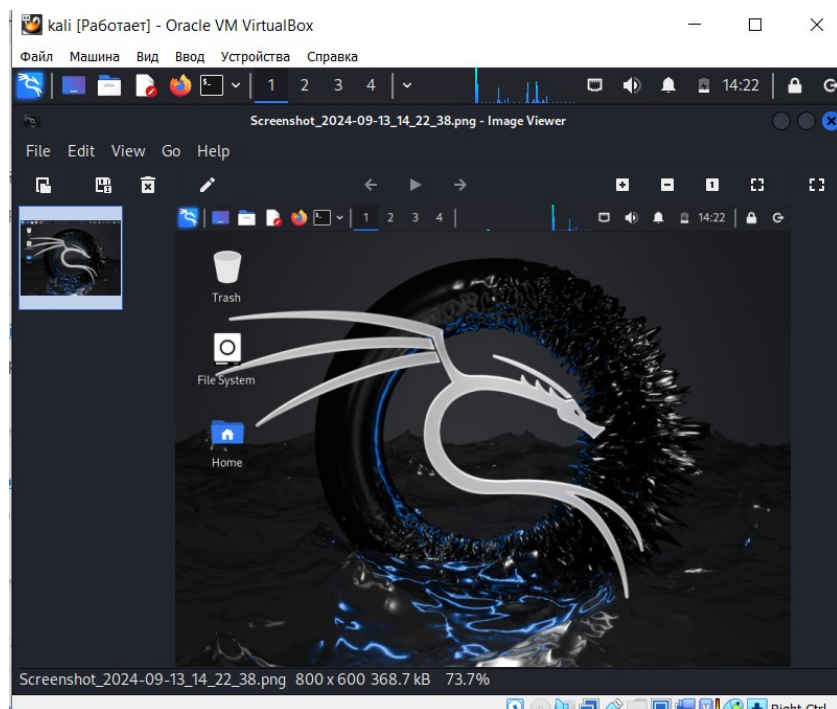 kali [Работает] - Oracle VM VirtualBox
Файл Машина Вид Ввод Устройства Справка
1 2 3 4 14:22
Screenshot_2024-09-13_14_22_38.png - Image Viewer
File Edit View Go Help
1
1 2 3 4 14:22
Trash
File System
Home
Screenshot_2024-09-13_14_22_38.png 800 x 600 368.7 kB 73.7%
Right Ctrl